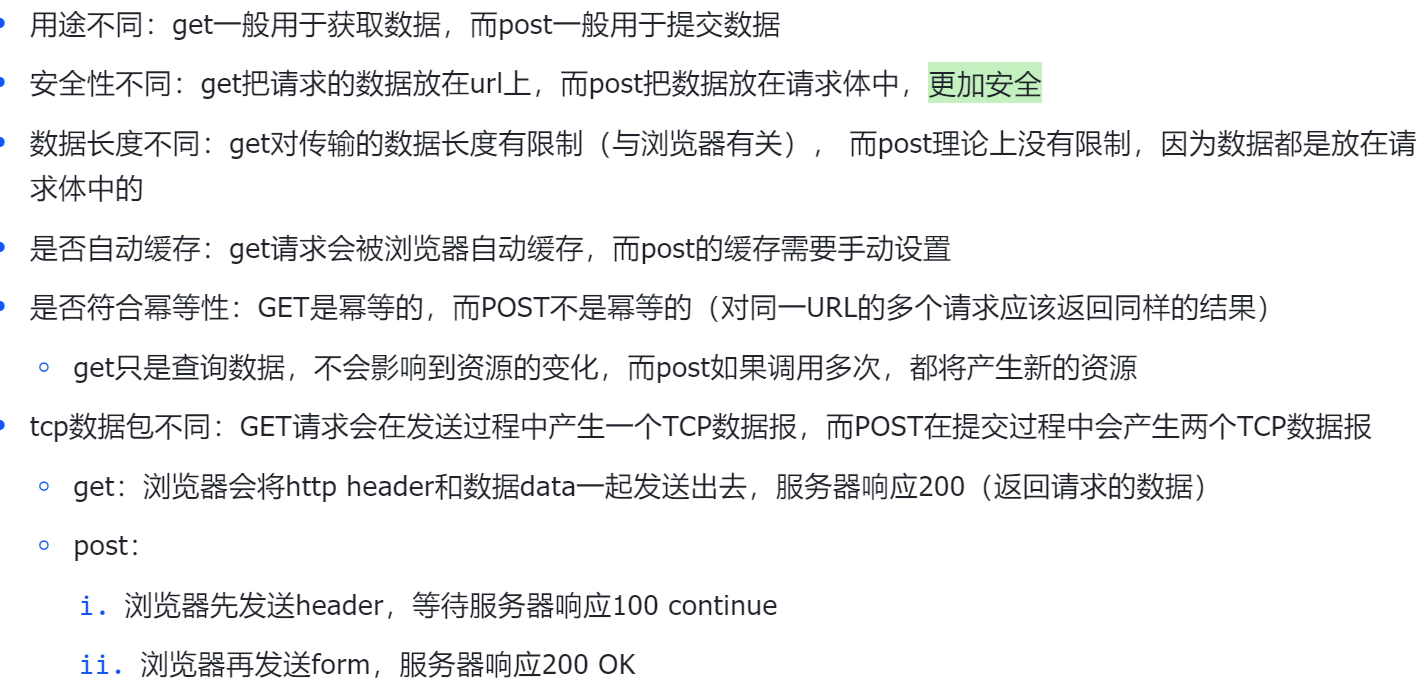 用途不同：get一般用于获取数据，而post一般用于提交数据
安全性不同：get把请求的数据放在url上，而post把数据放在请求体中，更加安全
数据长度不同：get对传输的数据长度有限制（与浏览器有关）， 而post理论上没有限制，因为数据都是放在请
求体中的
是否自动缓存：get请求会被浏览器自动缓存，而post的缓存需要手动设置
是否符合幂等性：GET是幂等的，而POST不是幂等的（对同一URL的多个请求应该返回同样的结果）
get只是查询数据，不会影响到资源的变化，而post如果调用多次，都将产生新的资源
tcp数据包不同：GET请求会在发送过程中产生一个TCP数据报，而POST在提交过程中会产生两个TCP数据报
get：浏览器会将http header和数据data一起发送出去，服务器响应200（返回请求的数据）
post：
i. 浏览器先发送header，等待服务器响应100 continue
ii. 浏览器再发送form，服务器响应200 OK